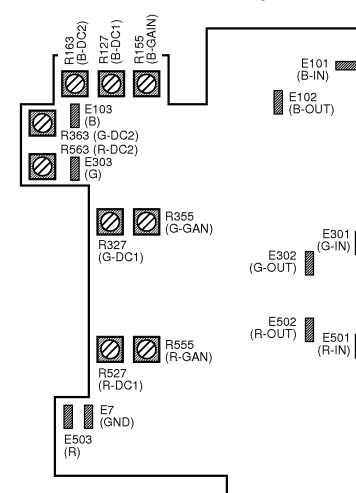 R163
(B-DC2)
R127
(B-DC1)
R155
(B-GAIN)
E101
(B-IN)
E103
(B)
E102
(B-OUT)
R363 (G-DC2)
R563 (R-DC2)
E303
(G)
R355
(G-GAN)
R327
(G-DC1)
E301
(G-IN)
E302
(G-OUT)
E502
(R-OUT)
E501
(R-IN)
R555
(R-GAN)
R527
(R-DC1)
E7
(GND)
E503
(R)